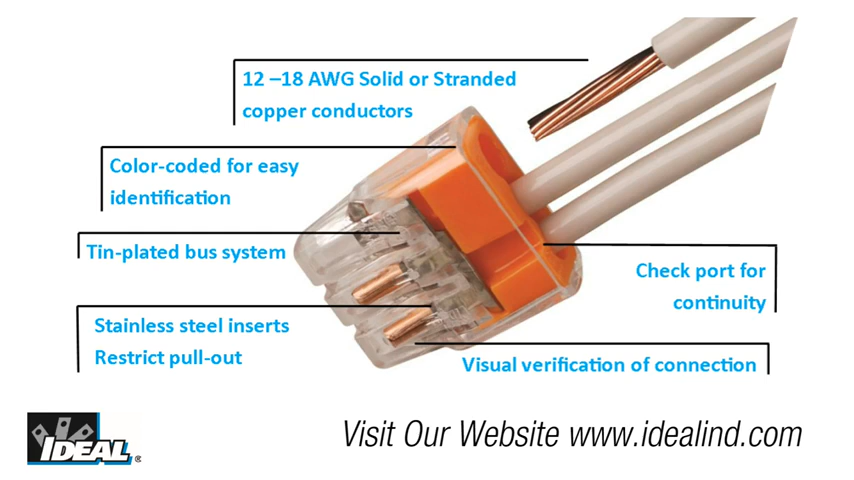 12 –18 AWG Solid or Stranded
copper conductors
Color-coded for easy
identification
Tin-plated bus system
Check port for
continuity
Stainless steel inserts
Restrict pull-out
Visual verification of connection
IDEAL®
Visit Our Website www.idealind.com